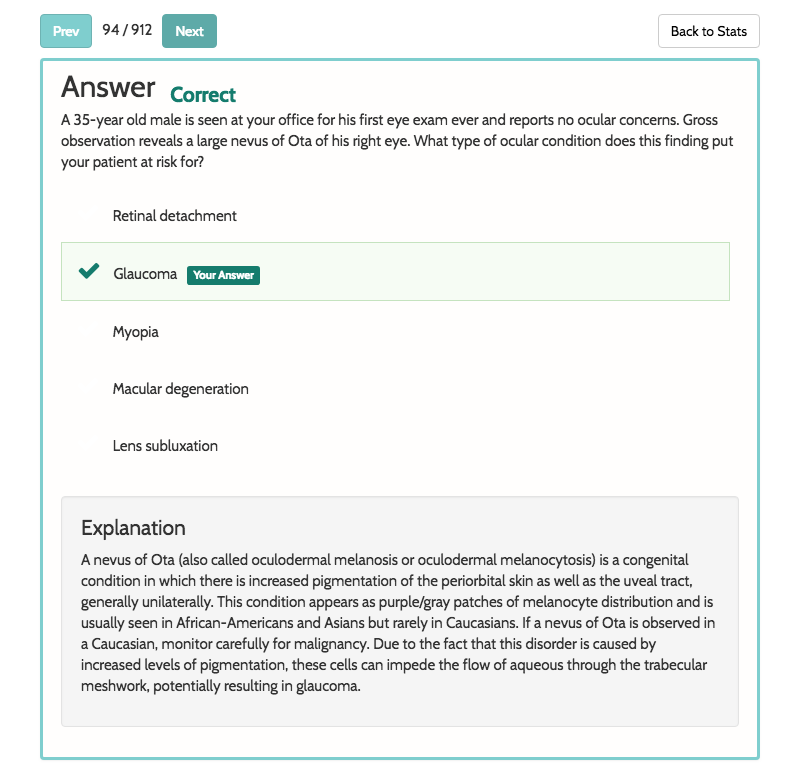 Prev 94 / 912 Next Back to Stats
Answer Correct
A 35-year old male is seen at your office for his first eye exam ever and reports no ocular concerns. Gross
observation reveals a large nevus of Ota of his right eye. What type of ocular condition does this finding put
your patient at risk for?
Retinal detachment
Glaucoma Your Answer
Myopia
Macular degeneration
Lens subluxation
Explanation
A nevus of Ota (also called oculodermal melanosis or oculodermal melanocytosis) is a congenital
condition in which there is increased pigmentation of the periorbital skin as well as the uveal tract,
generally unilaterally. This condition appears as purple/gray patches of melanocyte distribution and is
usually seen in African-Americans and Asians but rarely in Caucasians. If a nevus of Ota is observed in
a Caucasian, monitor carefully for malignancy. Due to the fact that this disorder is caused by
increased levels of pigmentation, these cells can impede the flow of aqueous through the trabecular
meshwork, potentially resulting in glaucoma.